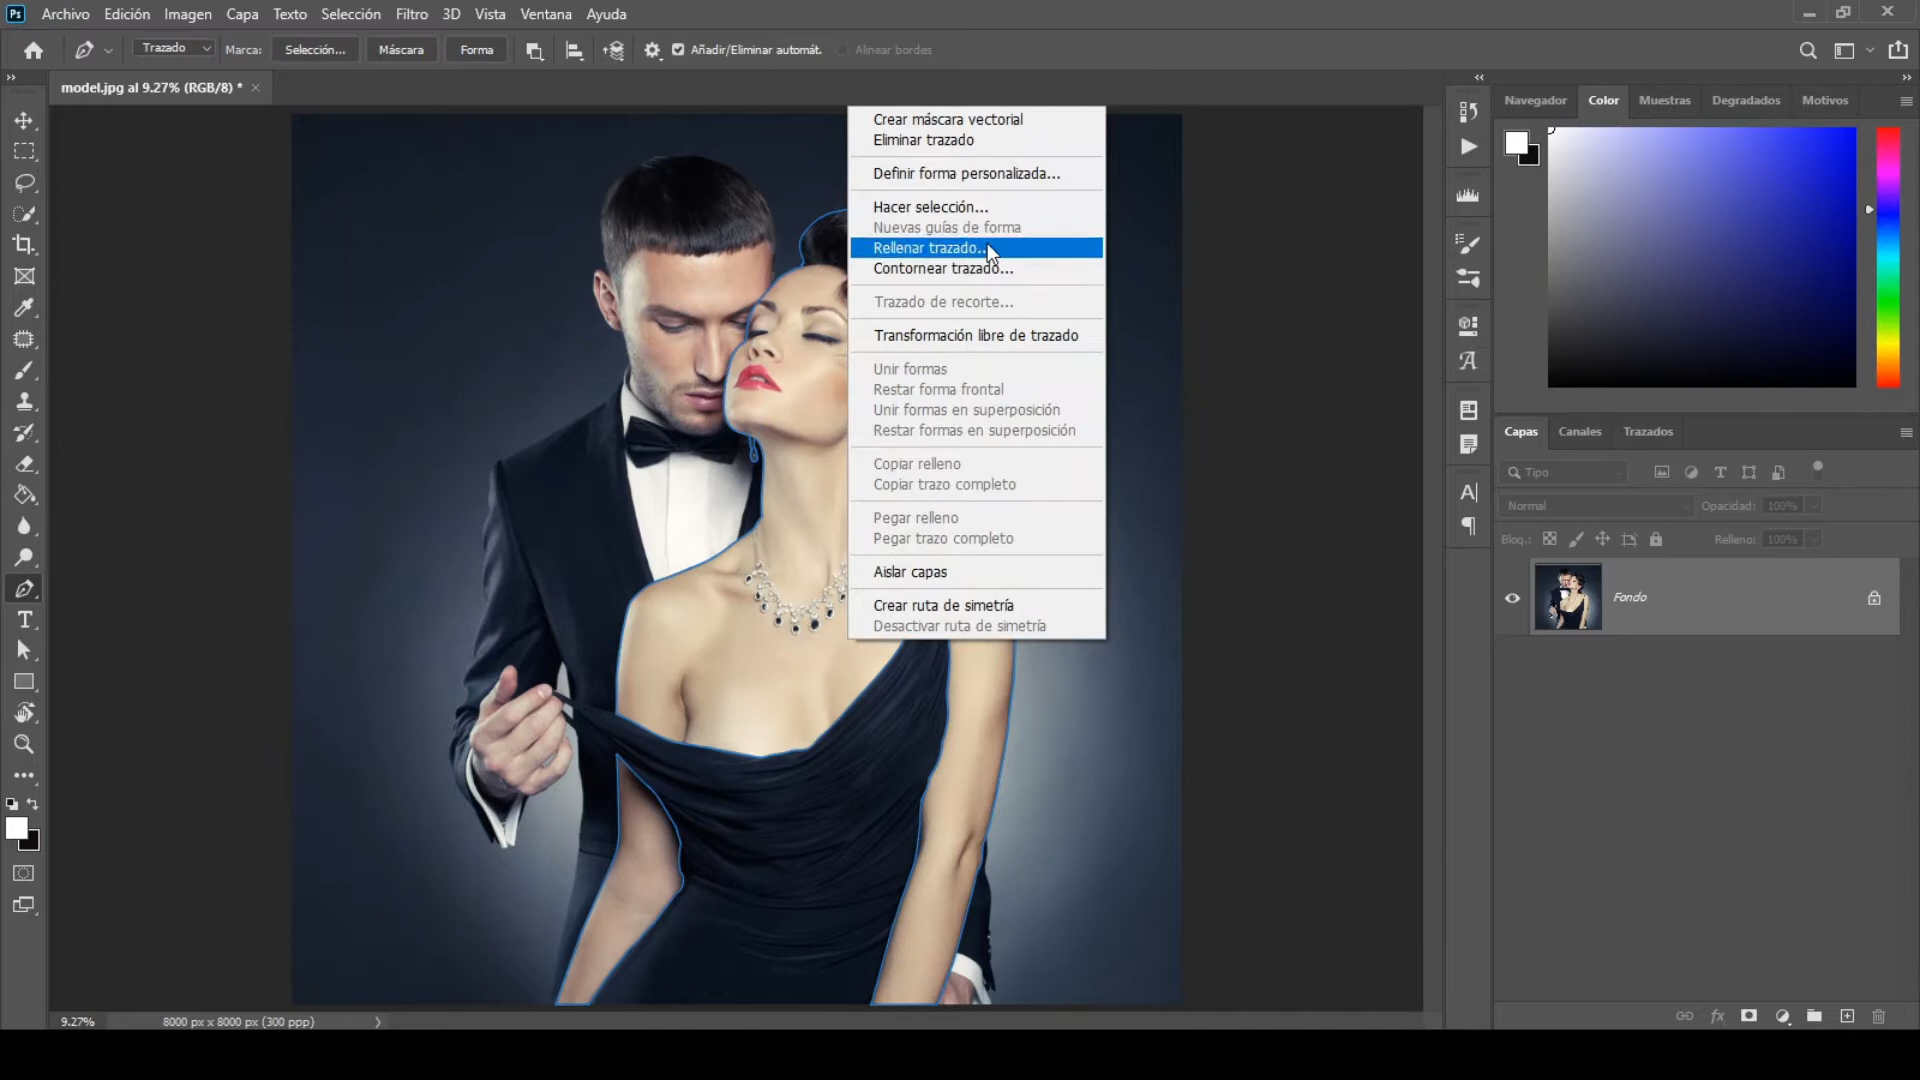 Ps Archivo Edición Imagen Capa Texto Selección Filtro 3D Vista Ventana Ayuda
Trazado Marca: Selección... Máscara Forma Añadir/Eliminar automát. Alinear bordes
model.jpg al 9.27% (RGB/8) *
Crear máscara vectorial
Eliminar trazado
Definir forma personalizada...
Hacer selección...
Nuevas guías de forma
Rellenar trazado...
Contornear trazado...
Trazado de recorte...
Transformación libre de trazado
Unir formas
Restar forma frontal
Unir formas en superposición
Restar formas en superposición
Copiar relleno
Copiar trazo completo
Pegar relleno
Pegar trazo completo
Aislar capas
Crear ruta de simetría
Desactivar ruta de simetría
Navegador Color Muestras Degradados Motivos
Capas Canales Trazados
Tipo
Normal Opacidad: 100%
Bloq.: Relleno: 100%
Fondo
fx
9.27% 8000 px x 8000 px (300 ppp)